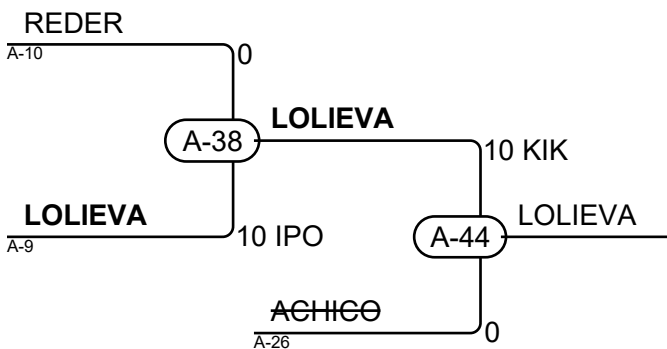 REDER
A-10
0
A-38
LOLIEVA
10 KIK
LOLIEVA
A-9
10 IPO
A-44
LOLIEVA
ACHICO
A-26
0